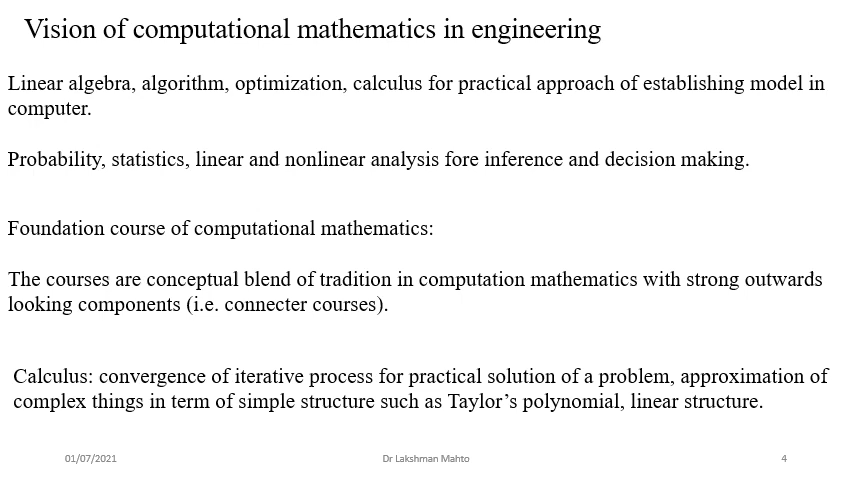 Vision of computational mathematics in engineering
Linear algebra, algorithm, optimization, calculus for practical approach of establishing model in
computer.
Probability, statistics, linear and nonlinear analysis fore inference and decision making.
Foundation course of computational mathematics:
The courses are conceptual blend of tradition in computation mathematics with strong outwards
looking components (i.e. connecter courses).
Calculus: convergence of iterative process for practical solution of a problem, approximation of
complex things in term of simple structure such as Taylor’s polynomial, linear structure.
01/07/2021 Dr Lakshman Mahto 4